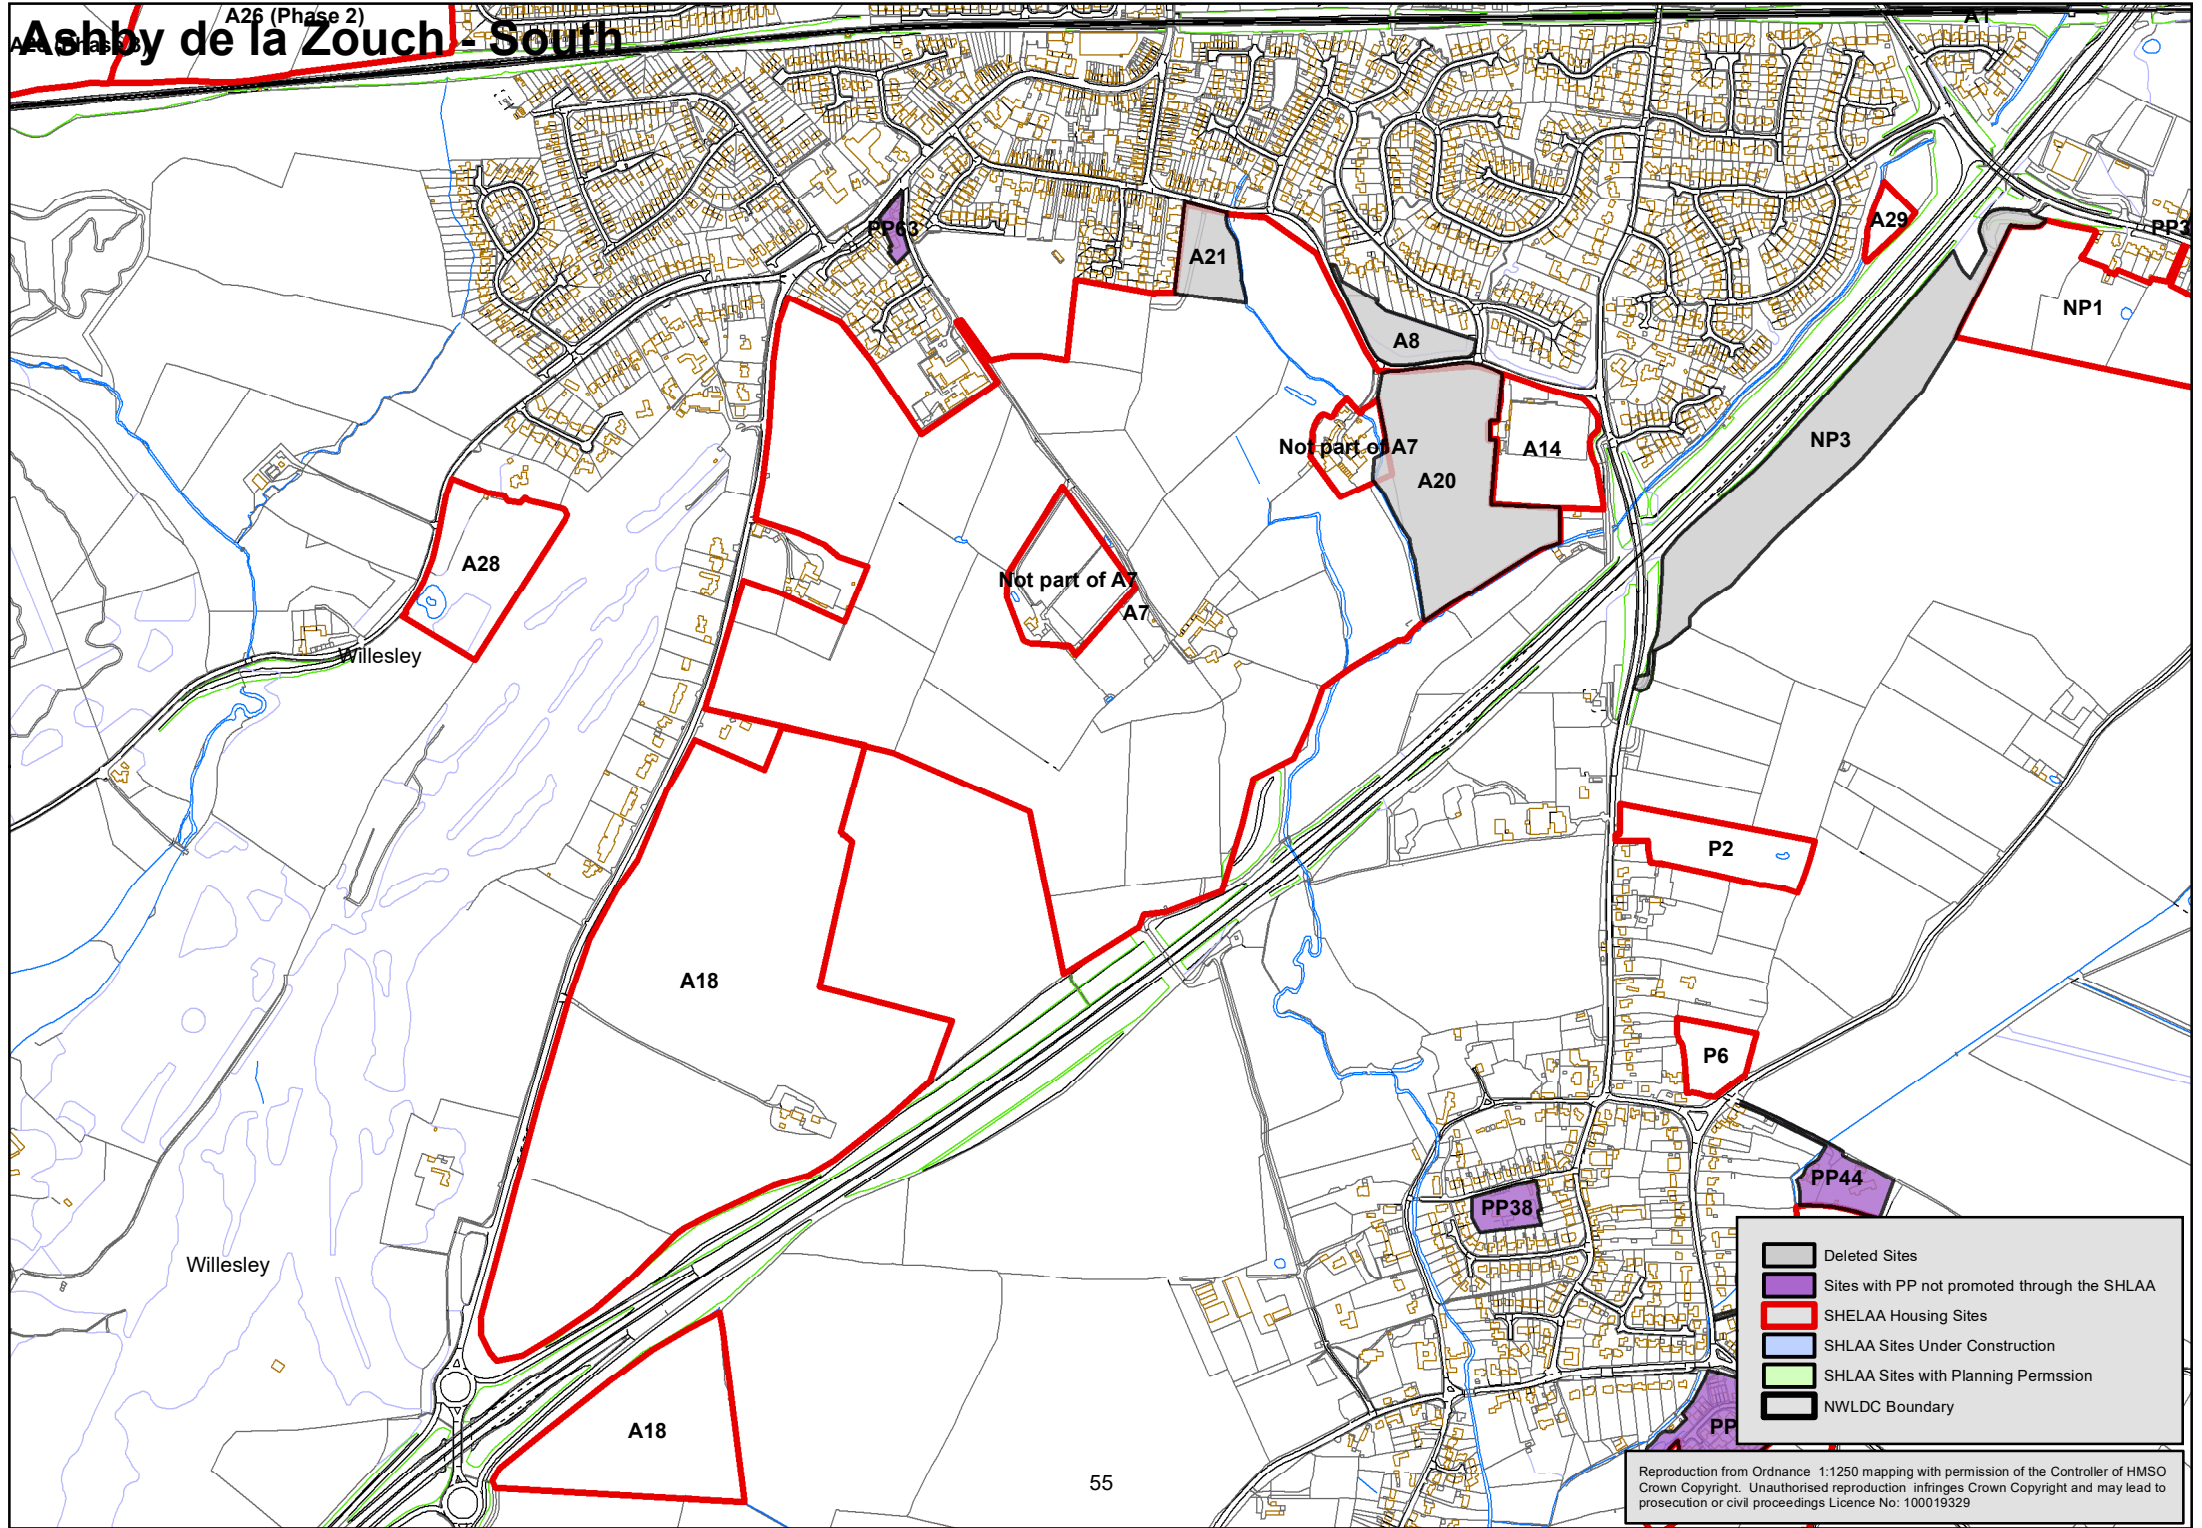 A26 (Phase 2)
Ashby de la Zouch - South
A1
PP63
A21
A29
PP3
NP1
A8
Not part of A7
A14
NP3
A20
A28
Not part of A7
A7
Willesley
P2
A18
P6
PP44
PP38
Willesley
Deleted Sites
Sites with PP not promoted through the SHLAA
SHELAA Housing Sites
SHLAA Sites Under Construction
SHLAA Sites with Planning Permssion
NWLDC Boundary
PP
A18
55
Reproduction from Ordnance 1:1250 mapping with permission of the Controller of HMSO
Crown Copyright. Unauthorised reproduction infringes Crown Copyright and may lead to
prosecution or civil proceedings Licence No: 100019329